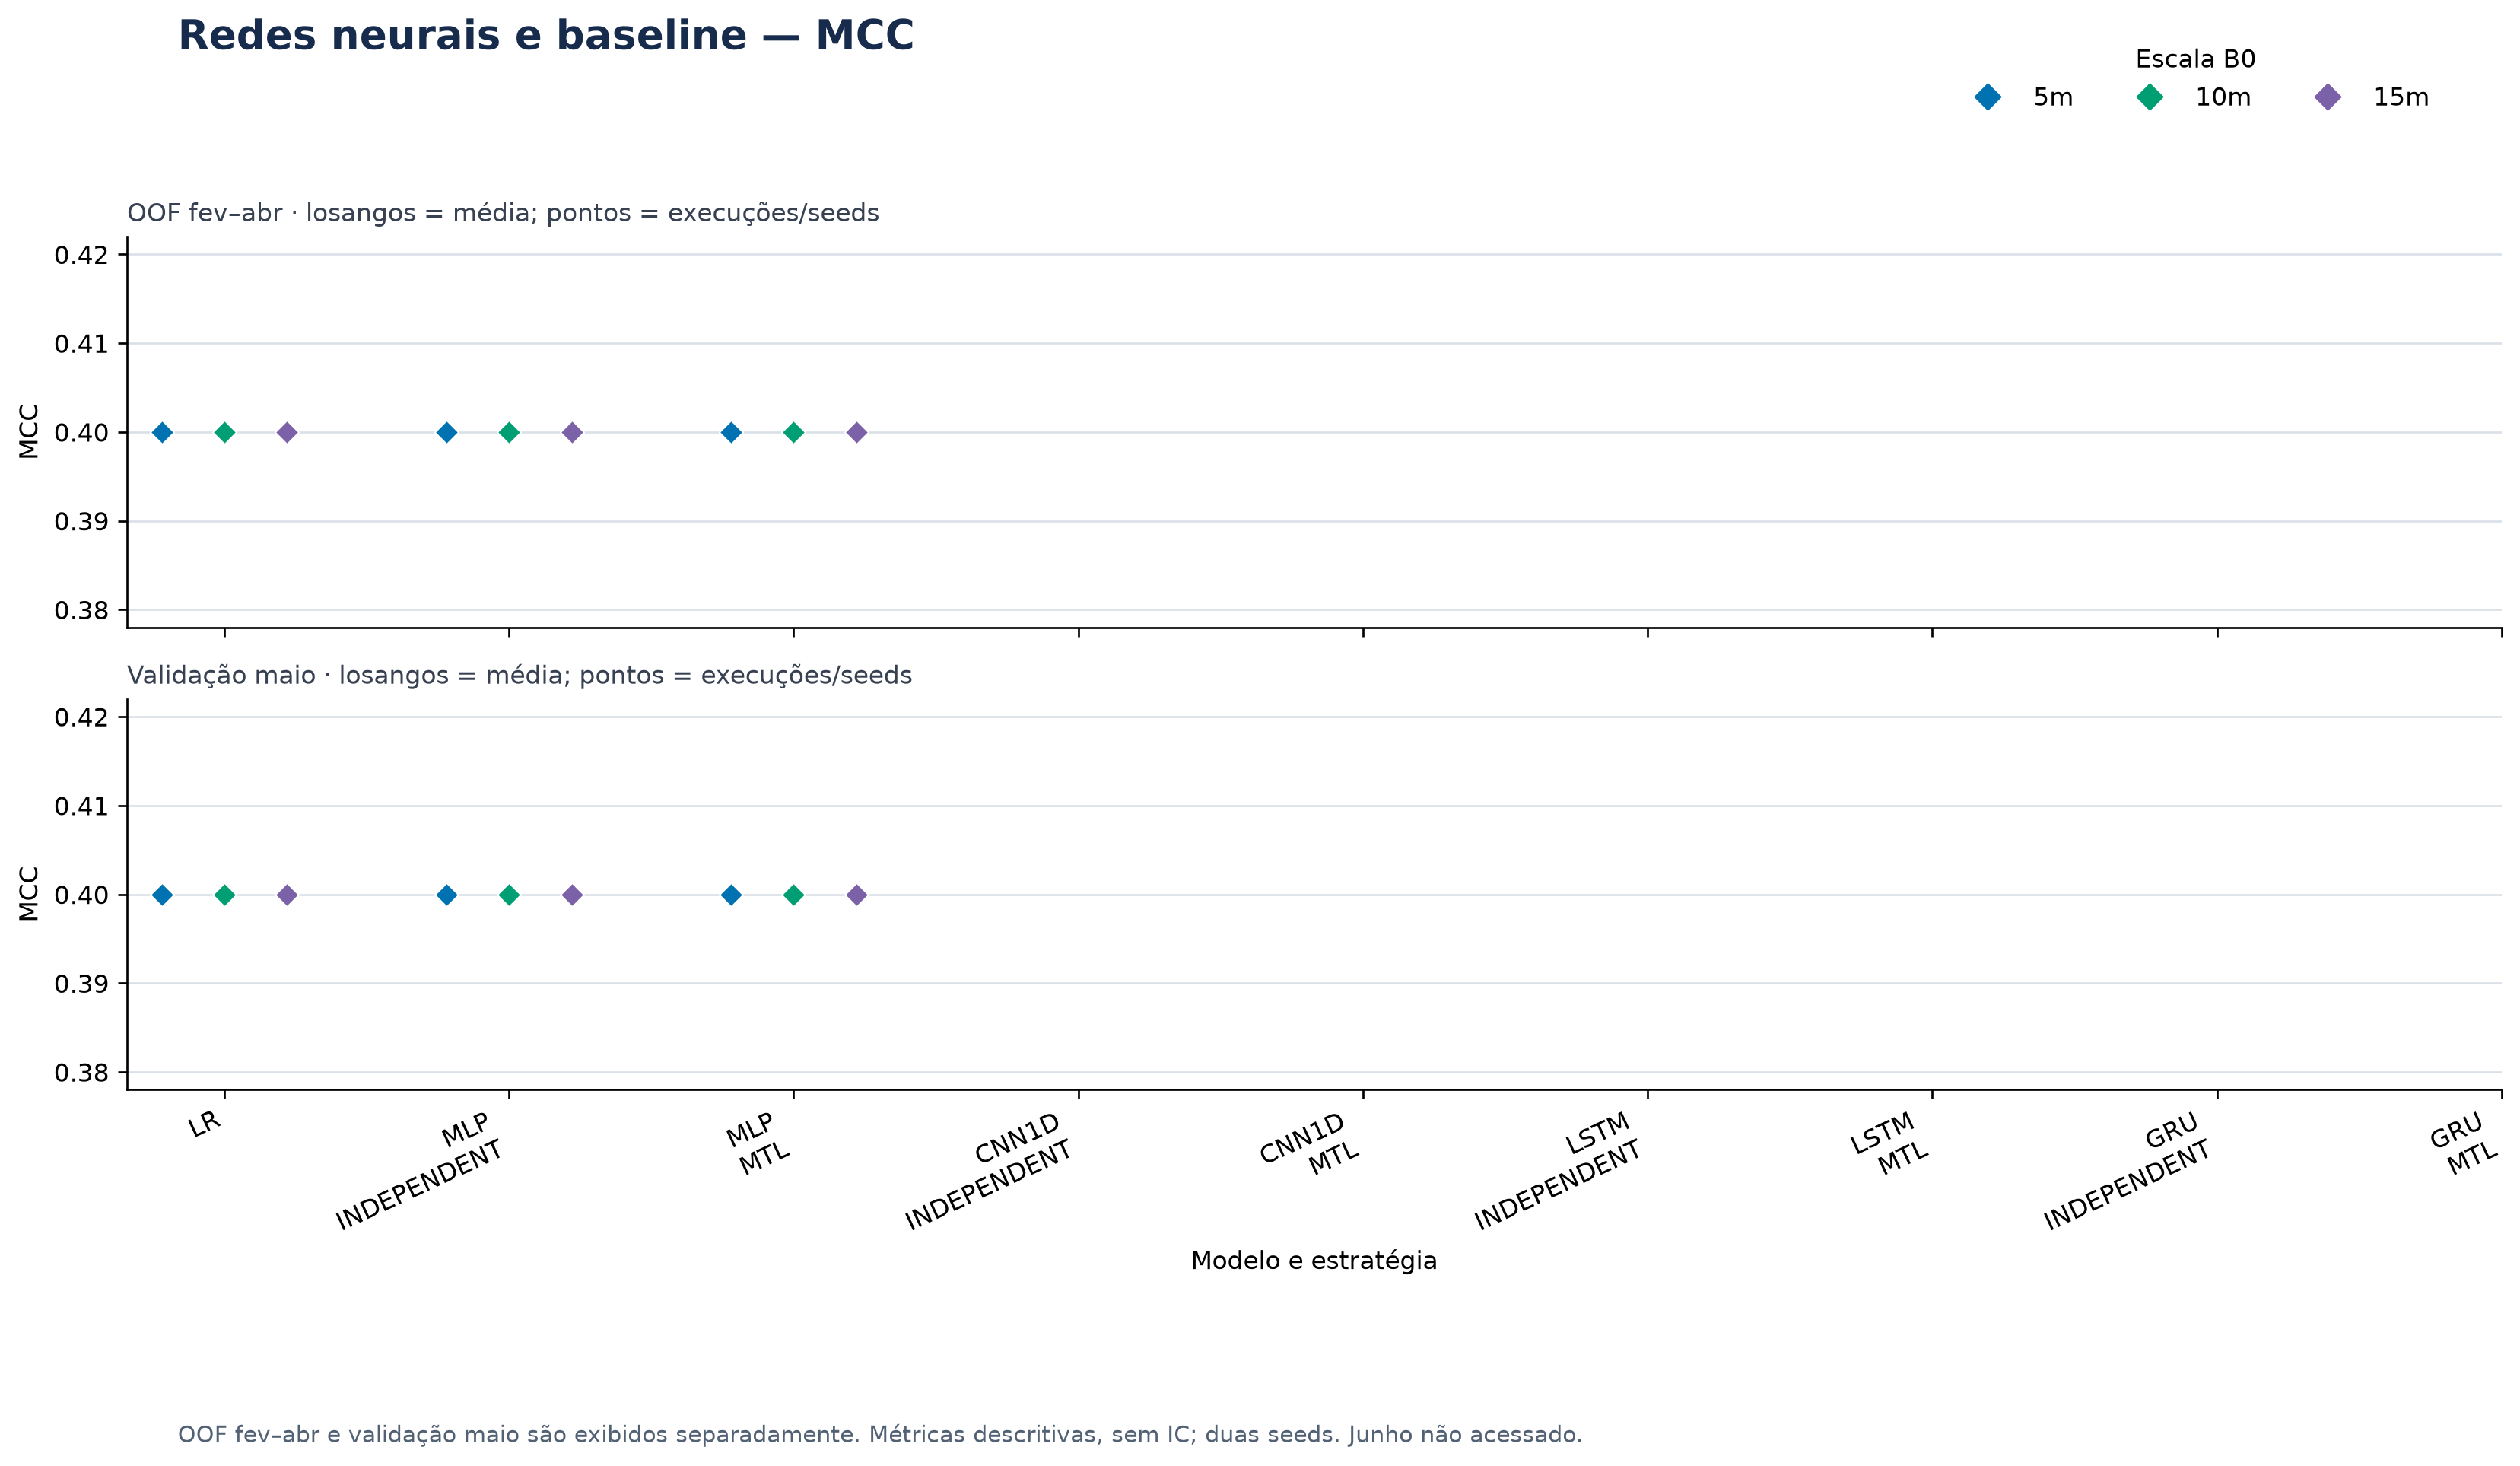 Redes neurais e baseline — MCC
Escala B0
5m
10m
15m
OOF fev–abr · losangos = média; pontos = execuções/seeds
0.42
0.41
0.40
0.39
0.38
MCC
Validação maio · losangos = média; pontos = execuções/seeds
0.42
0.41
0.40
0.39
0.38
MCC
LR
MLP
INDEPENDENT
MLP
MTL
CNN1D
INDEPENDENT
CNN1D
MTL
LSTM
INDEPENDENT
LSTM
MTL
GRU
INDEPENDENT
GRU
MTL
Modelo e estratégia
OOF fev–abr e validação maio são exibidos separadamente. Métricas descritivas, sem IC; duas seeds. Junho não acessado.